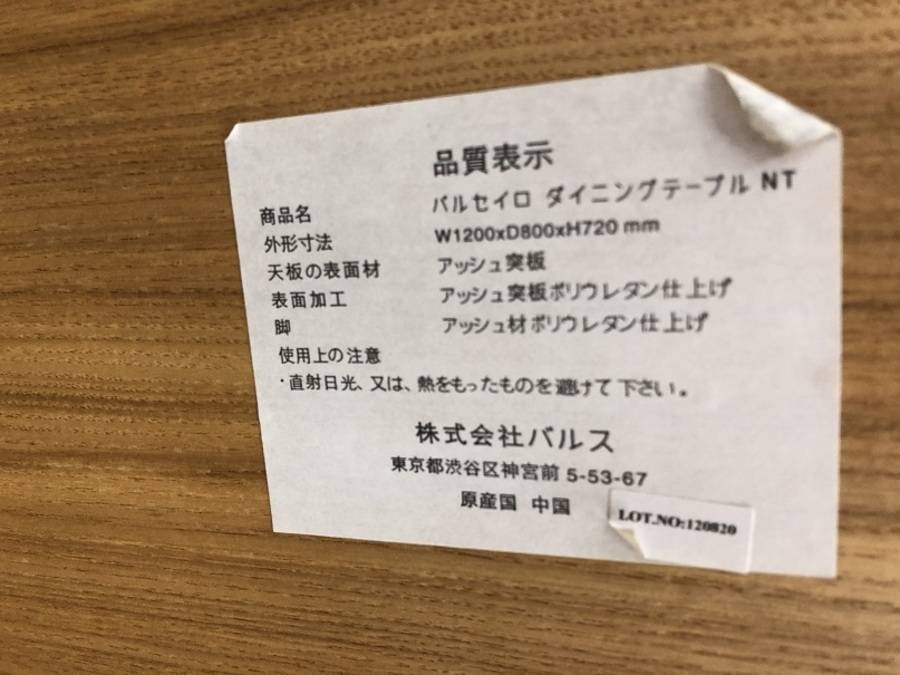 品質表示
商品名 バルセイロ ダイニングテーブル NT
外形寸法 W1200xD800xH720 mm
天板の表面材 アッシュ突板
表面加工 アッシュ突板ポリウレタン仕上げ
脚 アッシュ材ポリウレタン仕上げ
使用上の注意
・直射日光、又は、熱をもったものを避けて下さい。
株式会社バルス
東京都渋谷区神宮前 5-53-67
原産国 中国
LOT.NO:120820